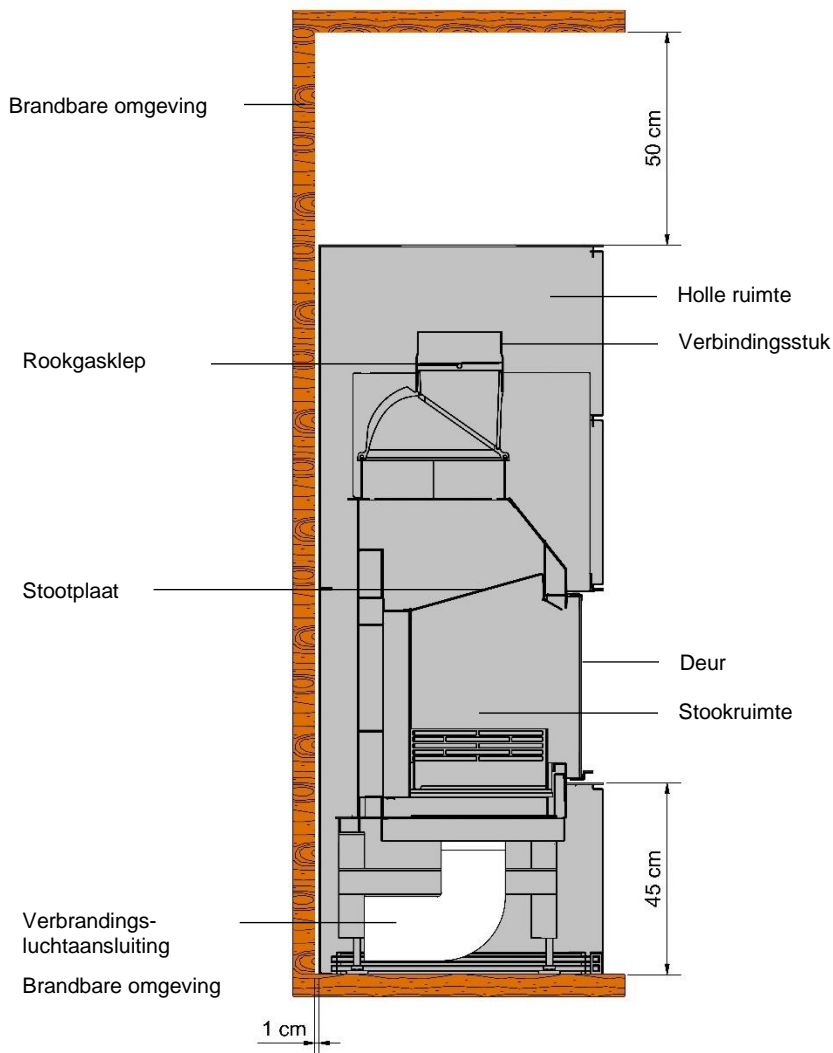 Brandbare omgeving
50 cm
Holle ruimte
Verbindingsstuk
Rookgasklep
Stootplaat
Deur
Stookruimte
45 cm
Verbrandings-
luchtaansluiting
Brandbare omgeving
1 cm